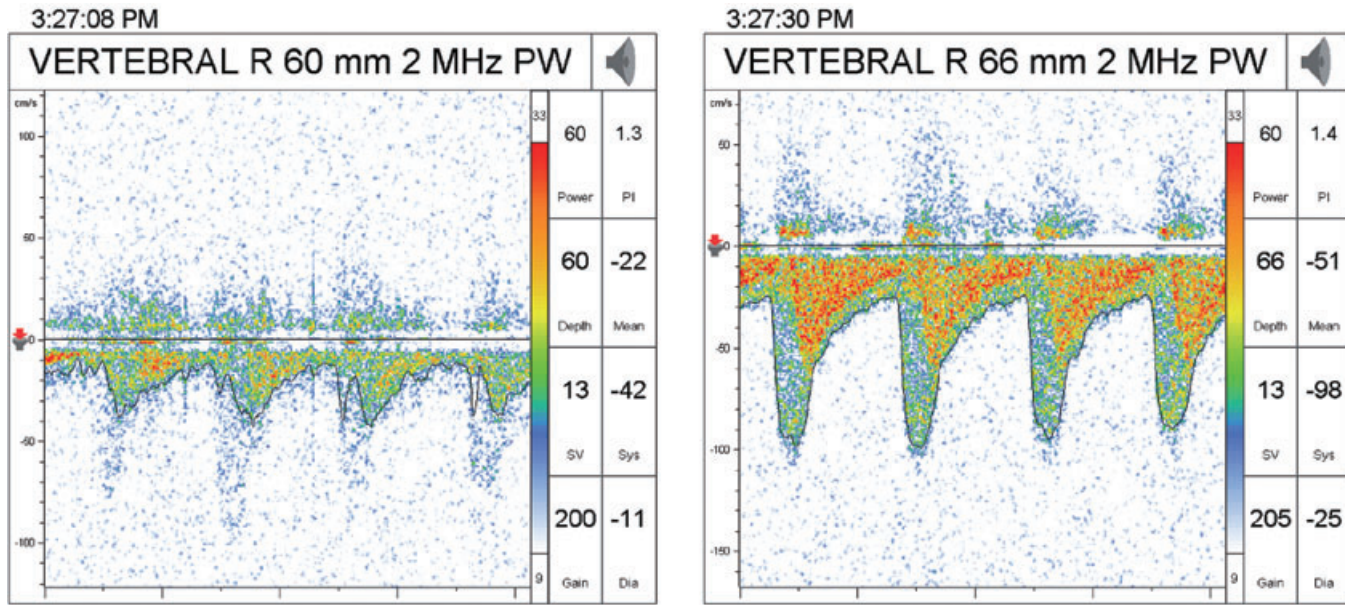 3:27:08 PM
VERTEBRAL R 60 mm 2 MHz PW
cm/s
100
50
0
-50
-100
33
9
60 1.3
Power PI
60 -22
Depth Mean
13 -42
SV Sys
200 -11
Gain Dia
3:27:30 PM
VERTEBRAL R 66 mm 2 MHz PW
cm/s
50
0
-50
-100
-150
33
9
60 1.4
Power PI
66 -51
Depth Mean
13 -98
SV Sys
205 -25
Gain Dia